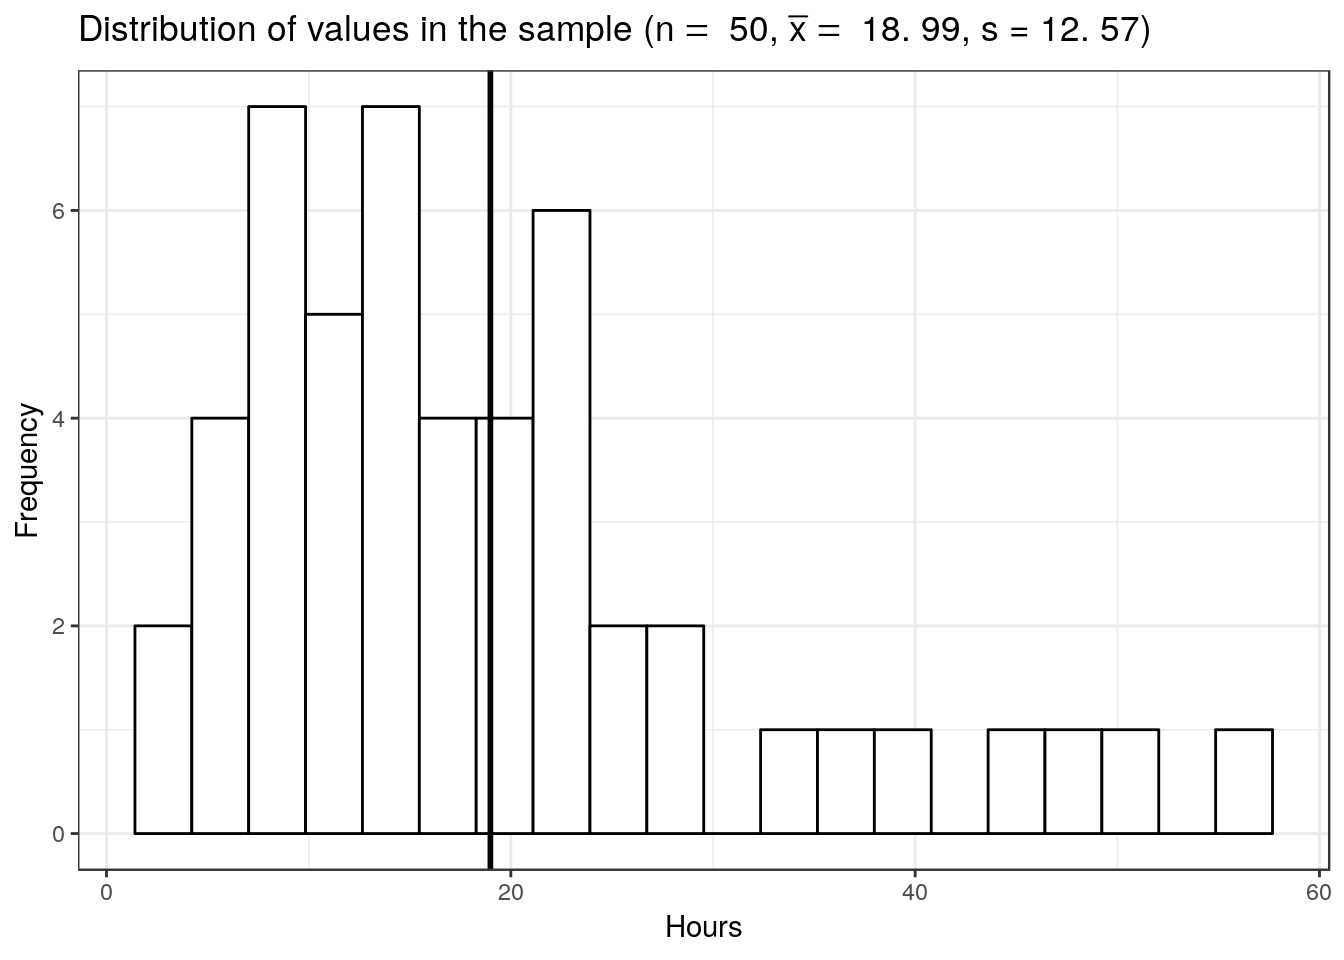 Distribution of values in the sample (n = 50, x̅ = 18. 99, s = 12. 57)
Frequency
6
4
2
0
0 20 40 60
Hours